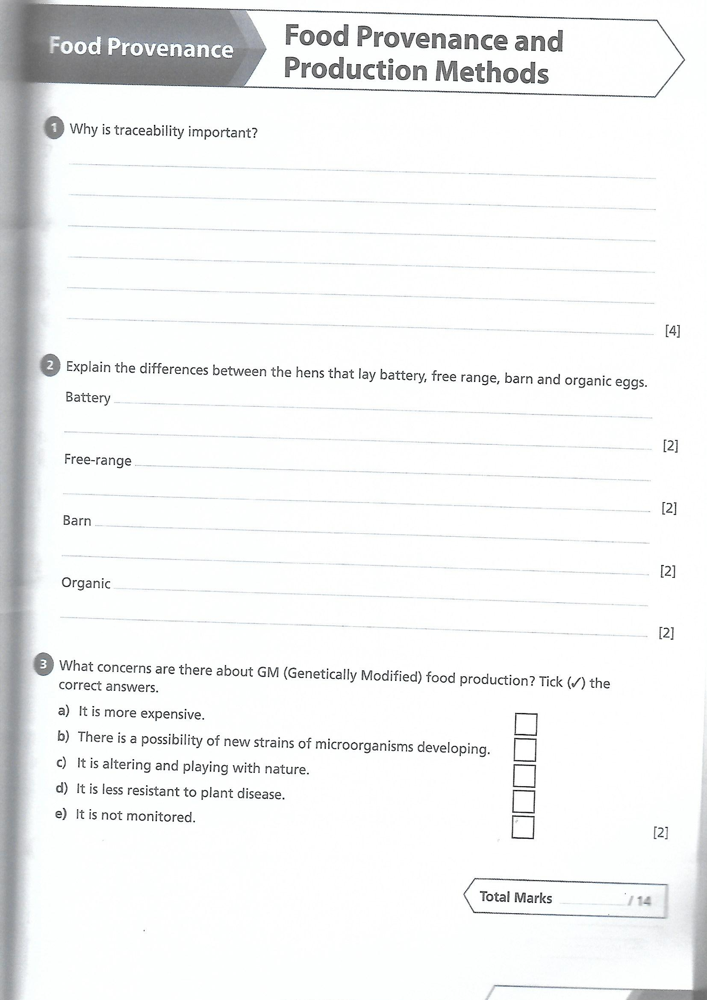 Food Provenance
Food Provenance and
Production Methods
1 Why is traceability important?
[4]
2 Explain the differences between the hens that lay battery, free range, barn and organic eggs.
Battery
[2]
Free-range
[2]
Barn
[2]
Organic
[2]
3 What concerns are there about GM (Genetically Modified) food production? Tick (✓) the
correct answers.
a) It is more expensive.
b) There is a possibility of new strains of microorganisms developing.
c) It is altering and playing with nature.
d) It is less resistant to plant disease.
e) It is not monitored.
[2]
Total Marks / 14